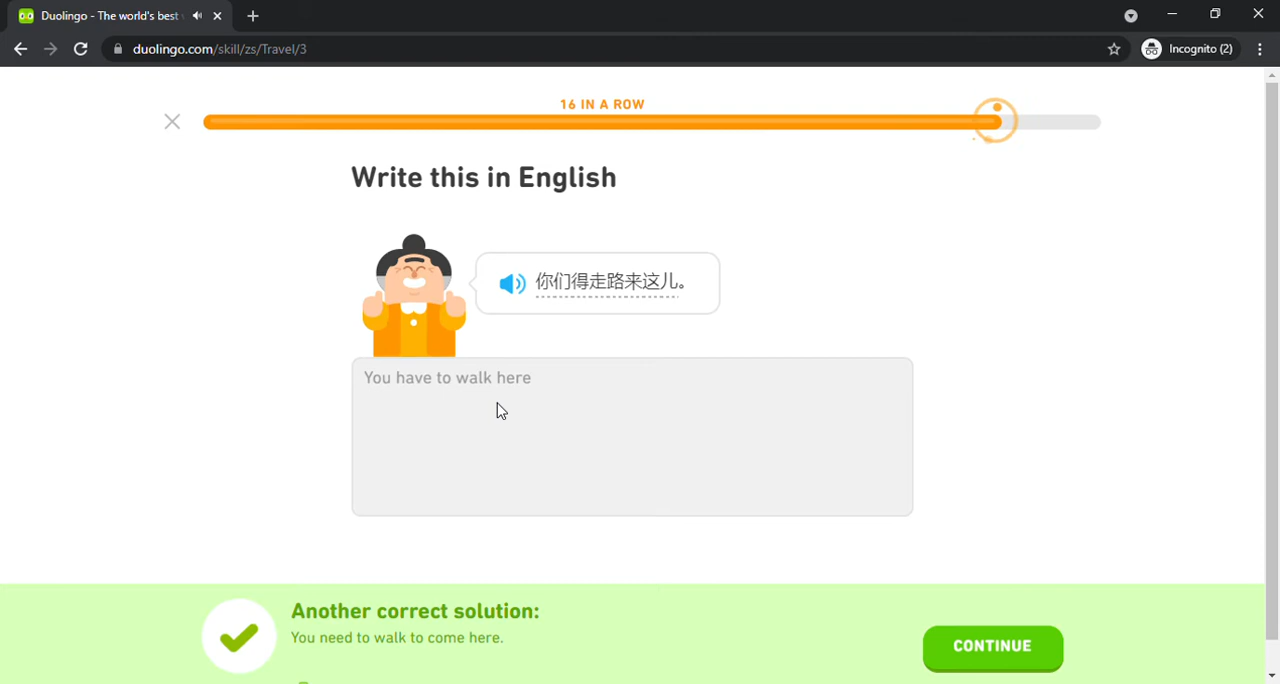 Duolingo - The world's best
duolingo.com/skill/zs/Travel/3
Incognito (2)
16 IN A ROW
Write this in English
你们得走路来这儿。
You have to walk here
Another correct solution:
You need to walk to come here.
CONTINUE